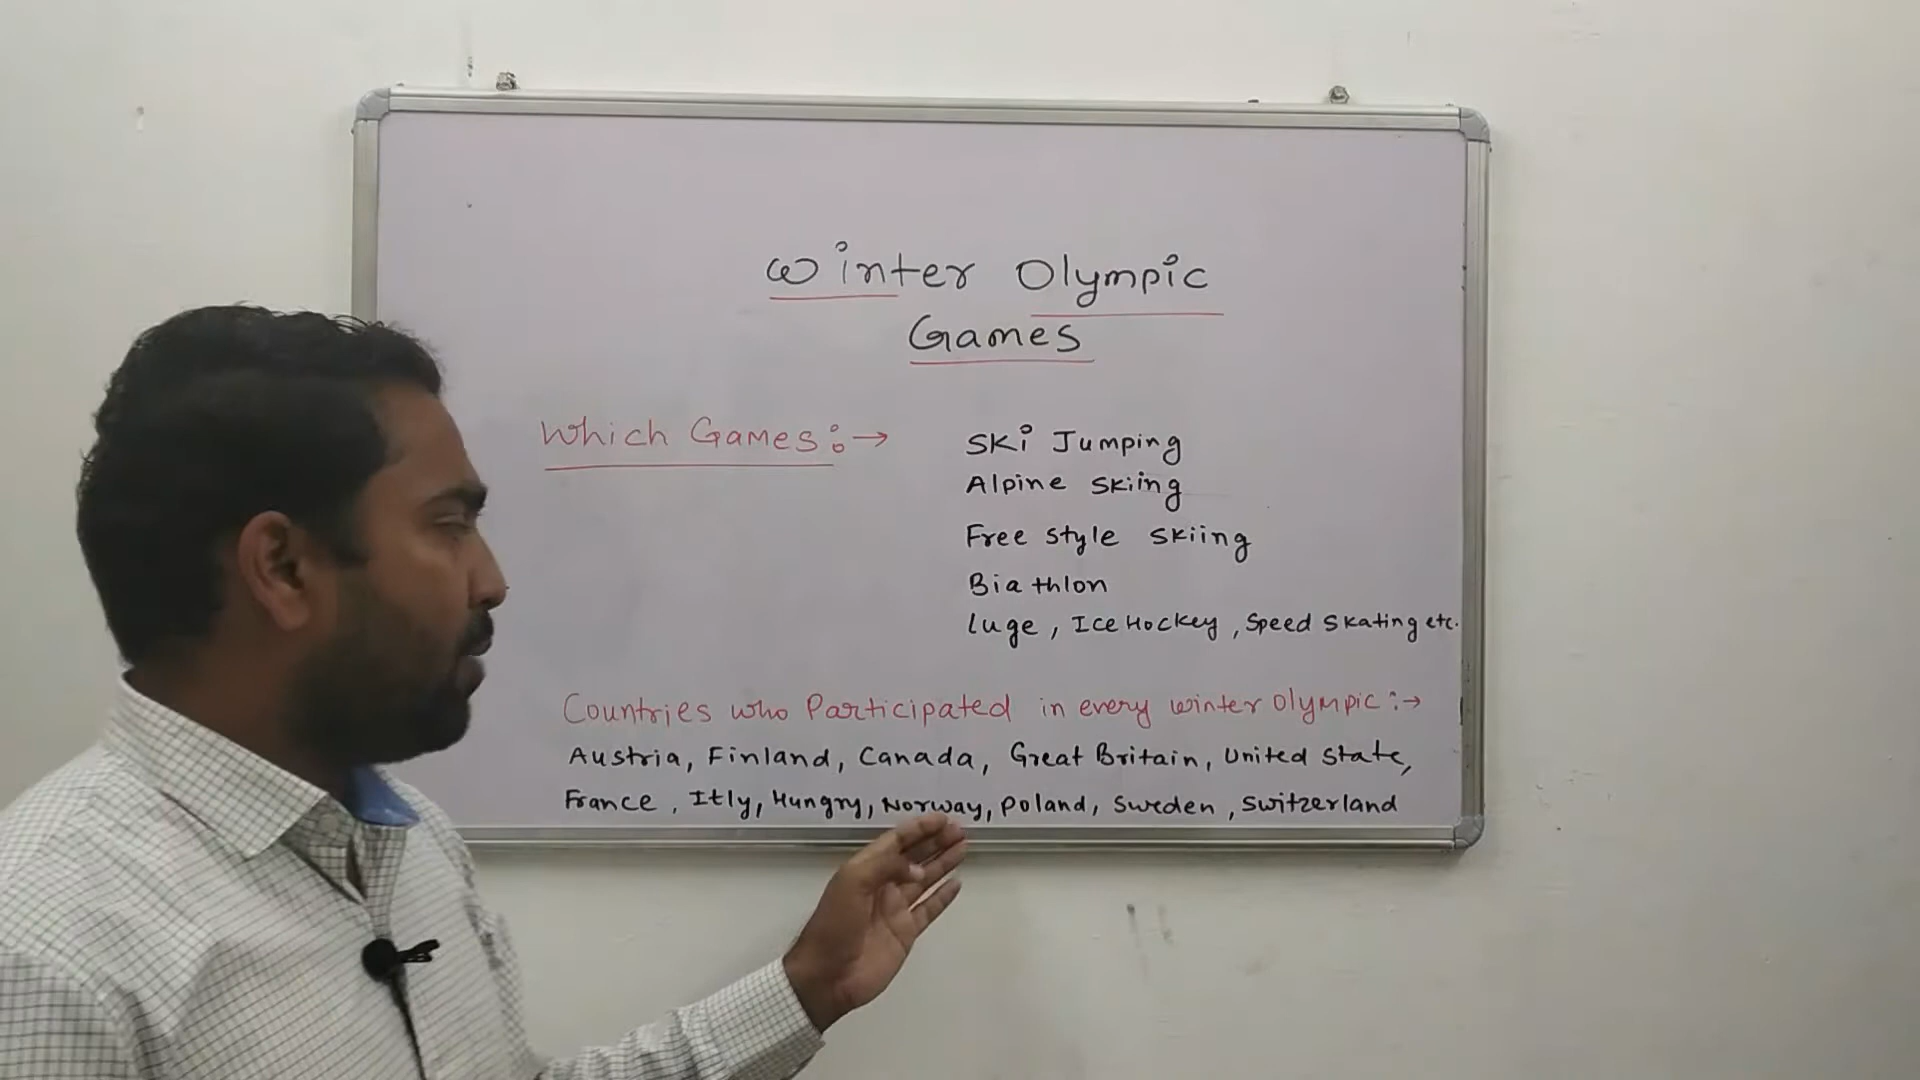 Winter Olympic
Games
Which Games :→
Ski Jumping
Alpine Skiing
Free Style Skiing
Biathlon
Luge, Ice Hockey, Speed Skating etc.
Countries who Participated in every winter Olympic :→
Austria, Finland, Canada, Great Britain, United State,
France, Itly, Hungry, Norway, Poland, Sweden, Switzerland